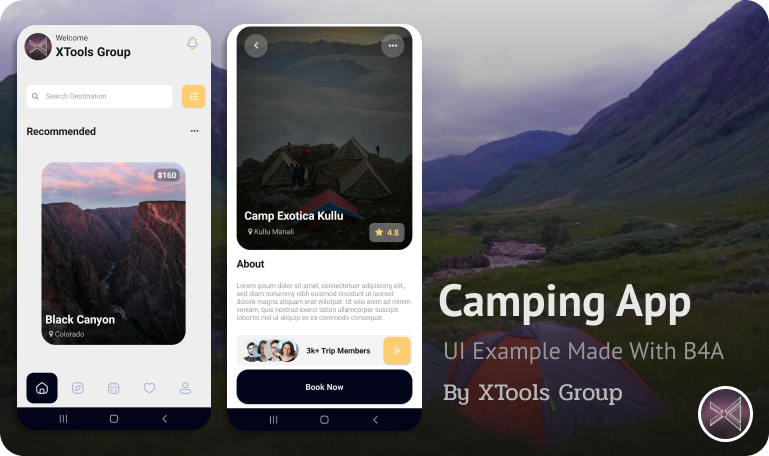 Welcome
XTools Group
Search Destination
Recommended
$160
Black Canyon
Colorado
Camp Exotica Kullu
Kullu Manali
4.8
About
Lorem ipsum dolor sit amet, consectetuer adipiscing elit,
sed diam nonummy nibh euismod tincidunt ut laoreet
dolore magna aliquam erat volutpat. Ut wisi enim ad minim
veniam, quis nostrud exerci tation ullamcorper suscipit
lobortis nisl ut aliquip ex ea commodo consequat.
3k+ Trip Members
Book Now
Camping App
UI Example Made With B4A
By XTools Group